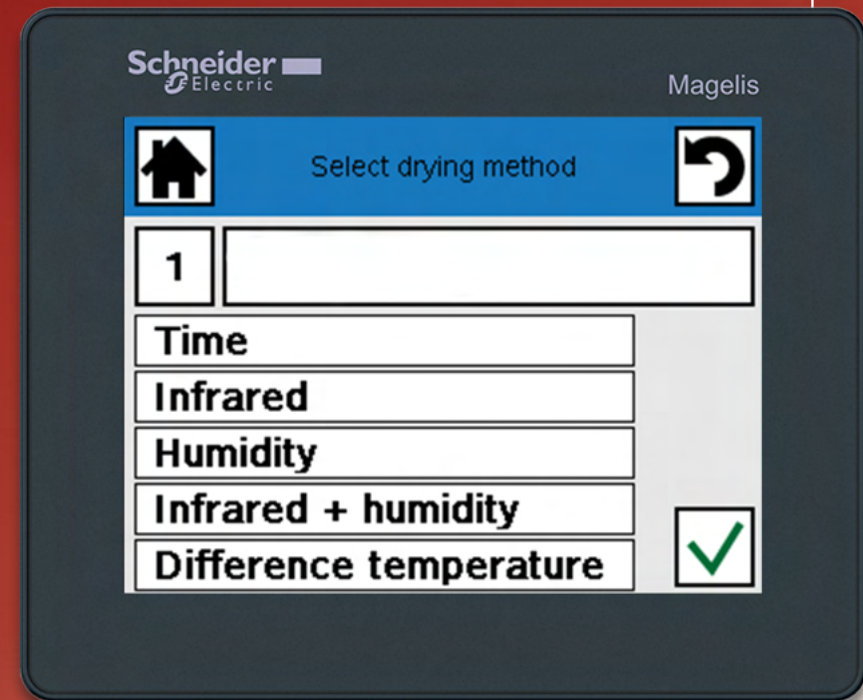 Schneider
Electric
Magelis
Select drying method
1
Time
Infrared
Humidity
Infrared + humidity
Difference temperature